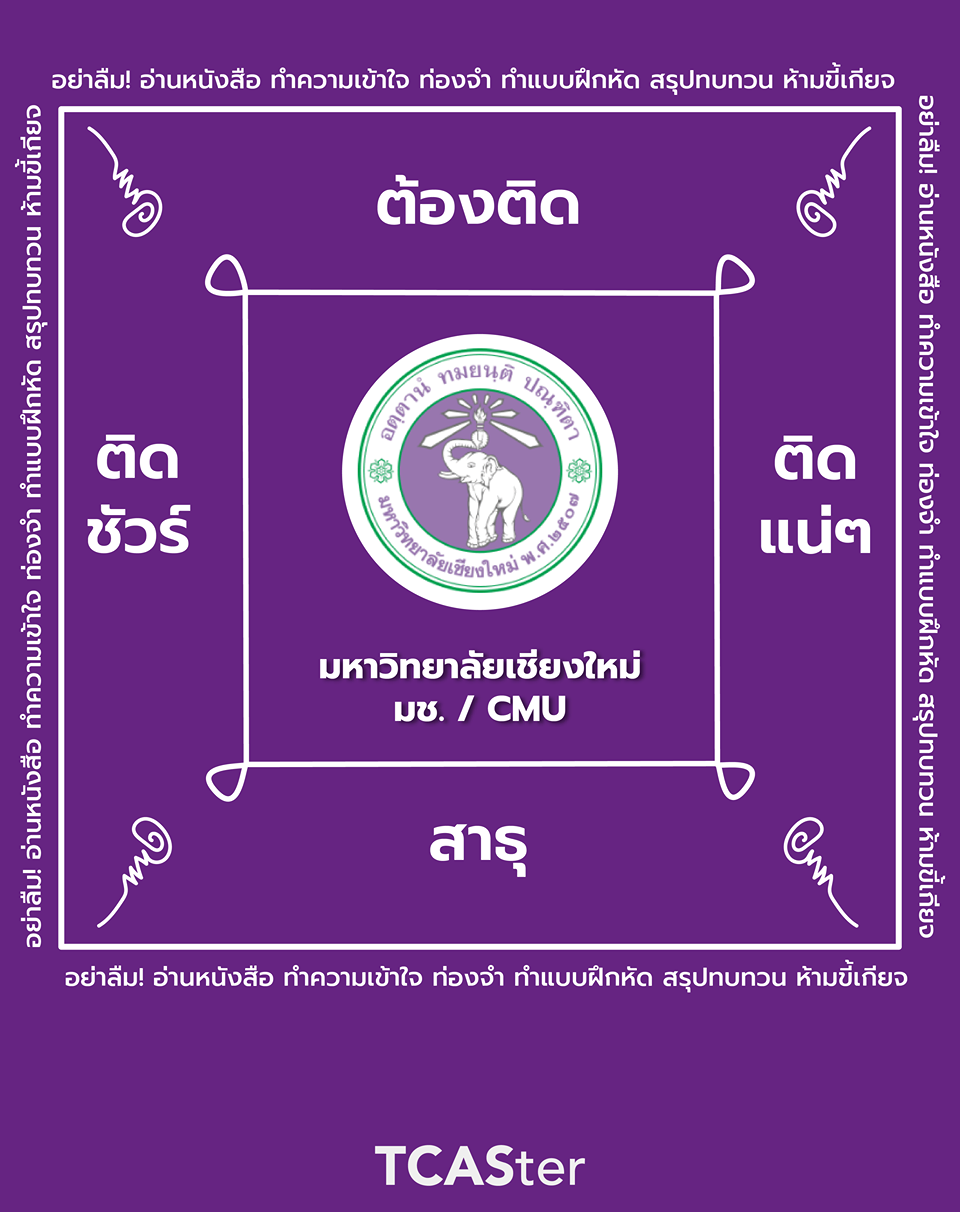 อย่าลืม! อ่านหนังสือ ทำความเข้าใจ ท่องจำ ทำแบบฝึกหัด สรุปทบทวน ห้ามขี้เกียจ
อย่าลืม! อ่านหนังสือ ทำความเข้าใจ ท่องจำ ทำแบบฝึกหัด สรุปทบทวน ห้ามขี้เกียจ
อย่าลืม! อ่านหนังสือ ทำความเข้าใจ ท่องจำ ทำแบบฝึกหัด สรุปทบทวน ห้ามขี้เกียจ
ต้องติด
ติด
ชัวร์
อตฺตานํ ทมยนฺติ ปณฺฑิตา
มหาวิทยาลัยเชียงใหม่ พ.ศ.๒๕๐๗
ติด
แน่ๆ
มหาวิทยาลัยเชียงใหม่
มช. / CMU
สาธุ
อย่าลืม! อ่านหนังสือ ทำความเข้าใจ ท่องจำ ทำแบบฝึกหัด สรุปทบทวน ห้ามขี้เกียจ
TCASter